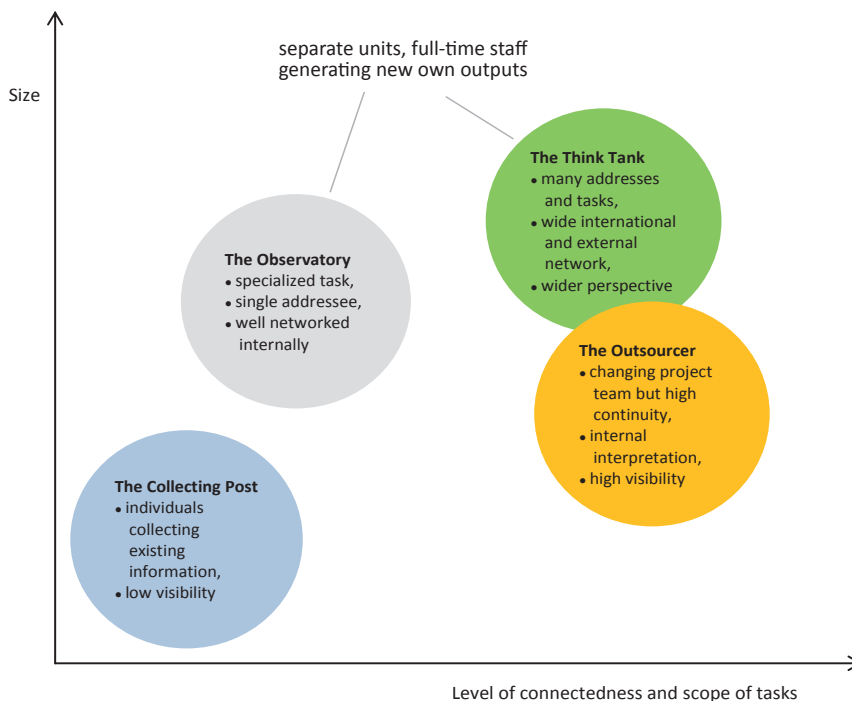 separate units, full-time staff
generating new own outputs
Size
The Think Tank
• many addresses
and tasks,
• wide international
and external
network,
• wider perspective
The Observatory
• specialized task,
• single addressee,
• well networked
internally
The Outsourcer
• changing project
team but high
continuity,
• internal
interpretation,
• high visibility
The Collecting Post
• individuals
collecting
existing
information,
• low visibility
Level of connectedness and scope of tasks